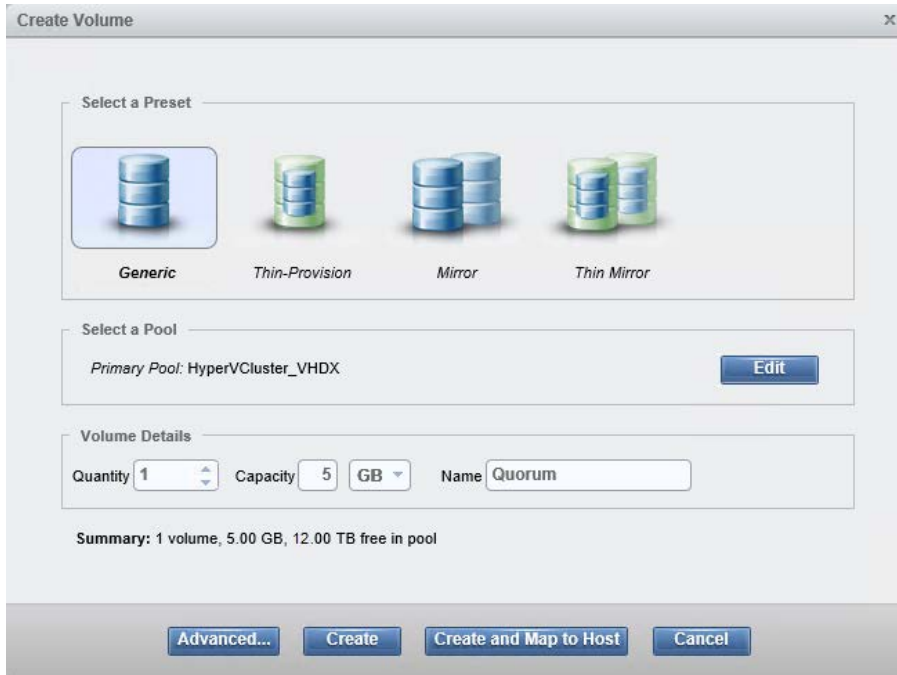 Create Volume x
Select a Preset
Generic Thin-Provision Mirror Thin Mirror
Select a Pool
Primary Pool: HyperVCluster_VHDX Edit
Volume Details
Quantity 1 Capacity 5 GB Name Quorum
Summary: 1 volume, 5.00 GB, 12.00 TB free in pool
Advanced... Create Create and Map to Host Cancel